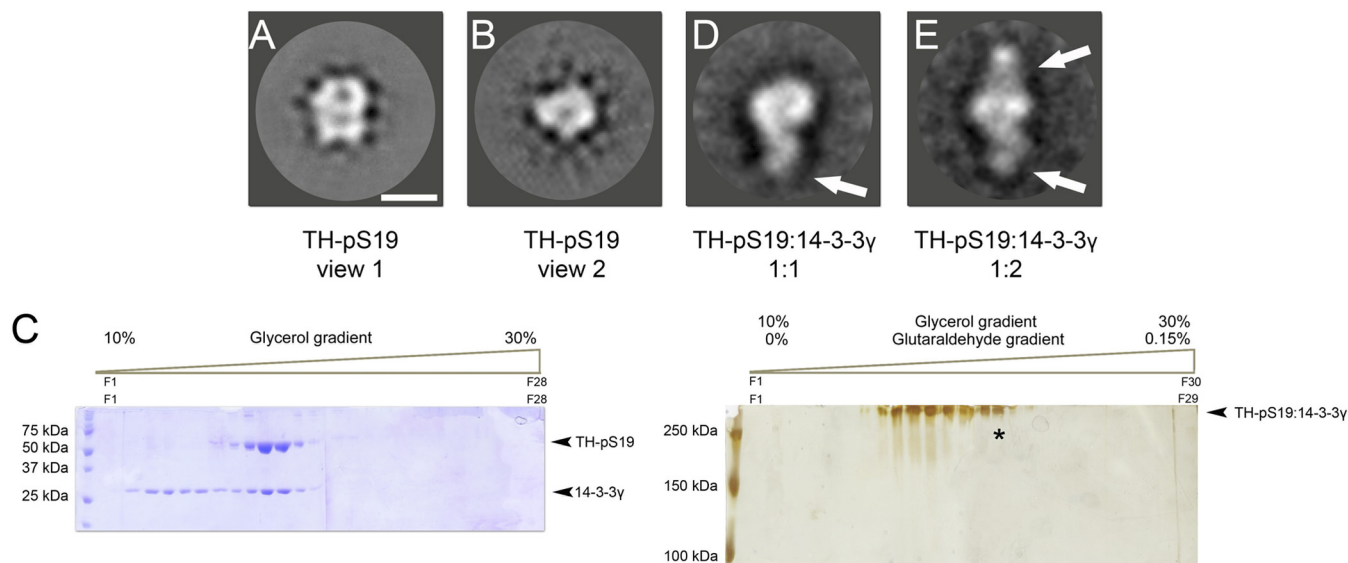 A
B
D
E
TH-pS19
view 1
TH-pS19
view 2
TH-pS19:14-3-3γ
1:1
TH-pS19:14-3-3γ
1:2
C
10% Glycerol gradient 30%
F1 F28
F1 F28
75 kDa
50 kDa
37 kDa
25 kDa
TH-pS19
14-3-3γ
10% Glycerol gradient 30%
0% Glutaraldehyde gradient 0.15%
F1 F30
F1 F29
250 kDa
150 kDa
100 kDa
*
TH-pS19:14-3-3γ